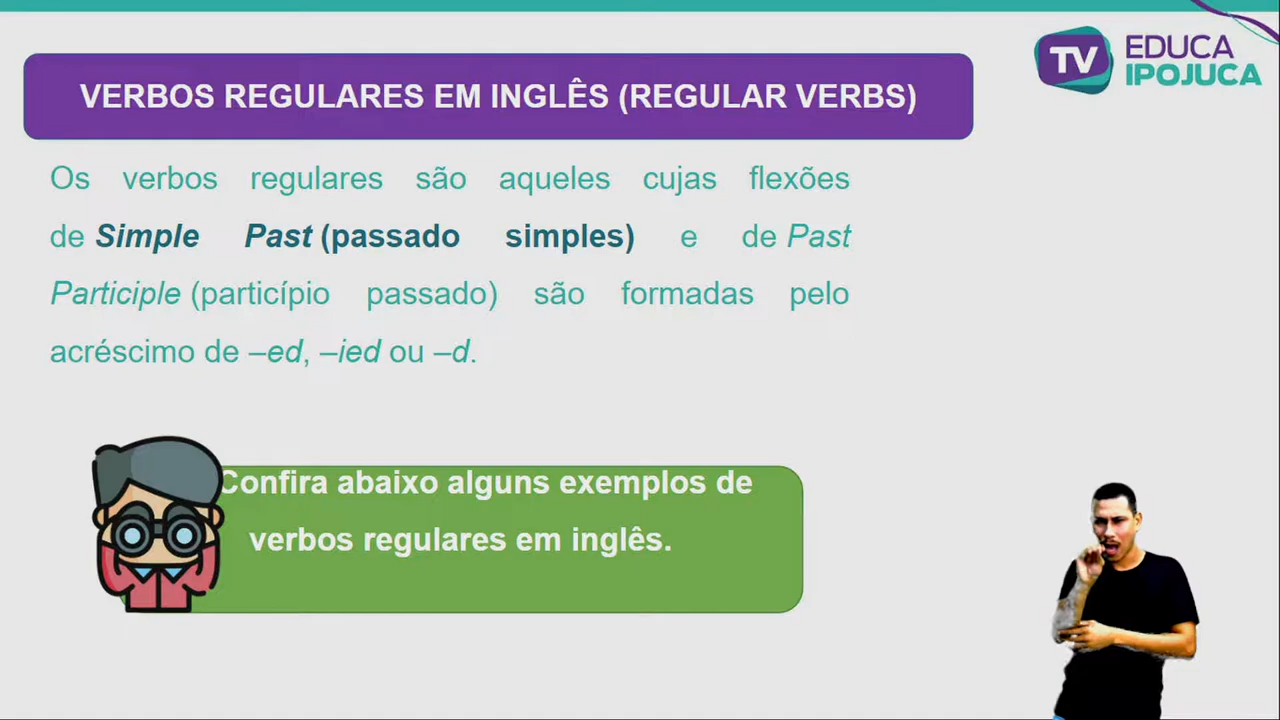 TV EDUCA
IPOJUCA
VERBOS REGULARES EM INGLÊS (REGULAR VERBS)
Os verbos regulares são aqueles cujas flexões
de Simple Past (passado simples) e de Past
Participle (particípio passado) são formadas pelo
acréscimo de –ed, –ied ou –d.
Confira abaixo alguns exemplos de
verbos regulares em inglês.